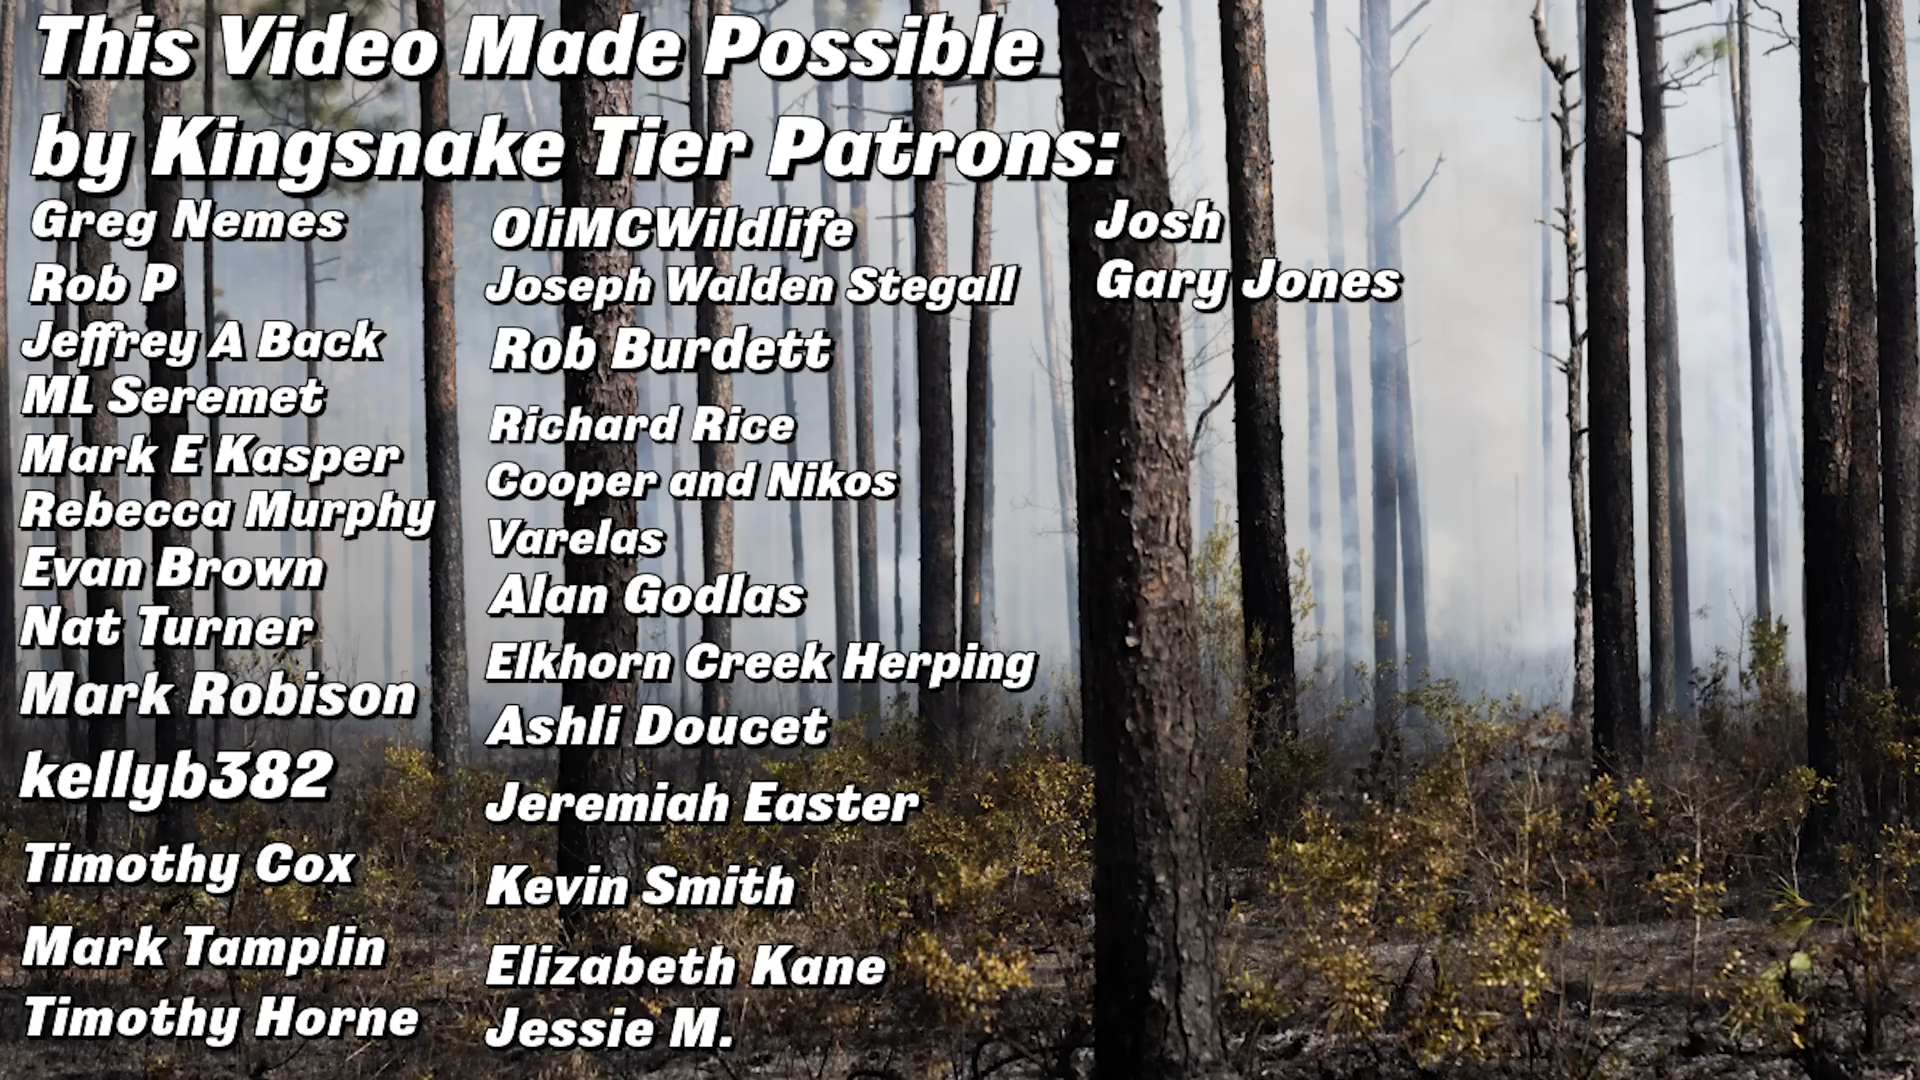 This Video Made Possible
by Kingsnake Tier Patrons:
Greg Nemes
Rob P
Jeffrey A Back
ML Seremet
Mark E Kasper
Rebecca Murphy
Evan Brown
Nat Turner
Mark Robison
kellyb382
Timothy Cox
Mark Tamplin
Timothy Horne
OliMCWildlife
Joseph Walden Stegall
Rob Burdett
Richard Rice
Cooper and Nikos
Varelas
Alan Godlas
Elkhorn Creek Herping
Ashli Doucet
Jeremiah Easter
Kevin Smith
Elizabeth Kane
Jessie M.
Josh
Gary Jones